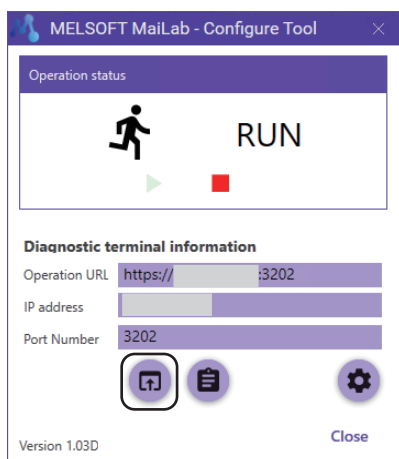 MELSOFT MaiLab - Configure Tool
Operation status
RUN
Diagnostic terminal information
Operation URL https:// :3202
IP address
Port Number 3202
Close
Version 1.03D